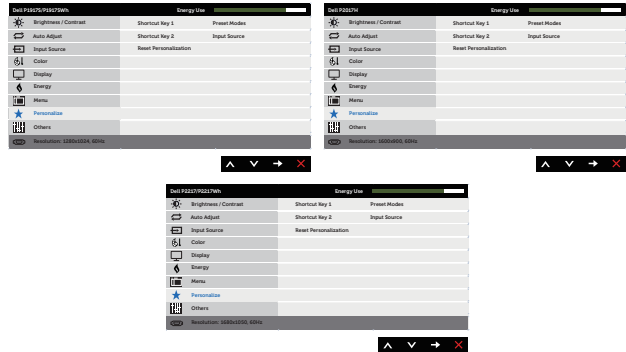 Dell P1917S/P1917SWh Energy Use
Brightness / Contrast Shortcut Key 1 Preset Modes
Auto Adjust Shortcut Key 2 Input Source
Input Source Reset Personalization
Color
Display
Energy
Menu
Personalize
Others
Resolution: 1280x1024, 60Hz
Dell P2017H Energy Use
Brightness / Contrast Shortcut Key 1 Preset Modes
Auto Adjust Shortcut Key 2 Input Source
Input Source Reset Personalization
Color
Display
Energy
Menu
Personalize
Others
Resolution: 1600x900, 60Hz
Dell P2217/P2217Wh Energy Use
Brightness / Contrast Shortcut Key 1 Preset Modes
Auto Adjust Shortcut Key 2 Input Source
Input Source Reset Personalization
Color
Display
Energy
Menu
Personalize
Others
Resolution: 1680x1050, 60Hz